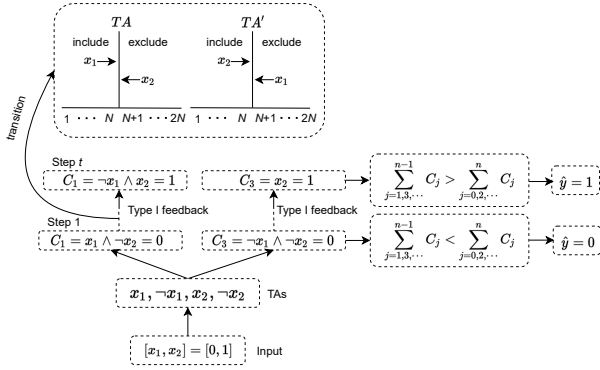 TA TA′
include exclude include exclude
x₁ x₂
x₂ x₁
1 ··· N N+1 ···2N 1 ··· N N+1 ···2N
transition
Step t
C₁ = ¬x₁ ∧ x₂ = 1 C₃ = x₂ = 1 ∑_{j=1,3,···}^{n−1} C_j > ∑_{j=0,2,···}^{n} C_j ŷ = 1
Type I feedback Type I feedback
Step 1
C₁ = x₁ ∧ ¬x₂ = 0 C₃ = ¬x₁ ∧ ¬x₂ = 0 ∑_{j=1,3,···}^{n−1} C_j < ∑_{j=0,2,···}^{n} C_j ŷ = 0
x₁, ¬x₁, x₂, ¬x₂ TAs
[x₁, x₂] = [0, 1] Input